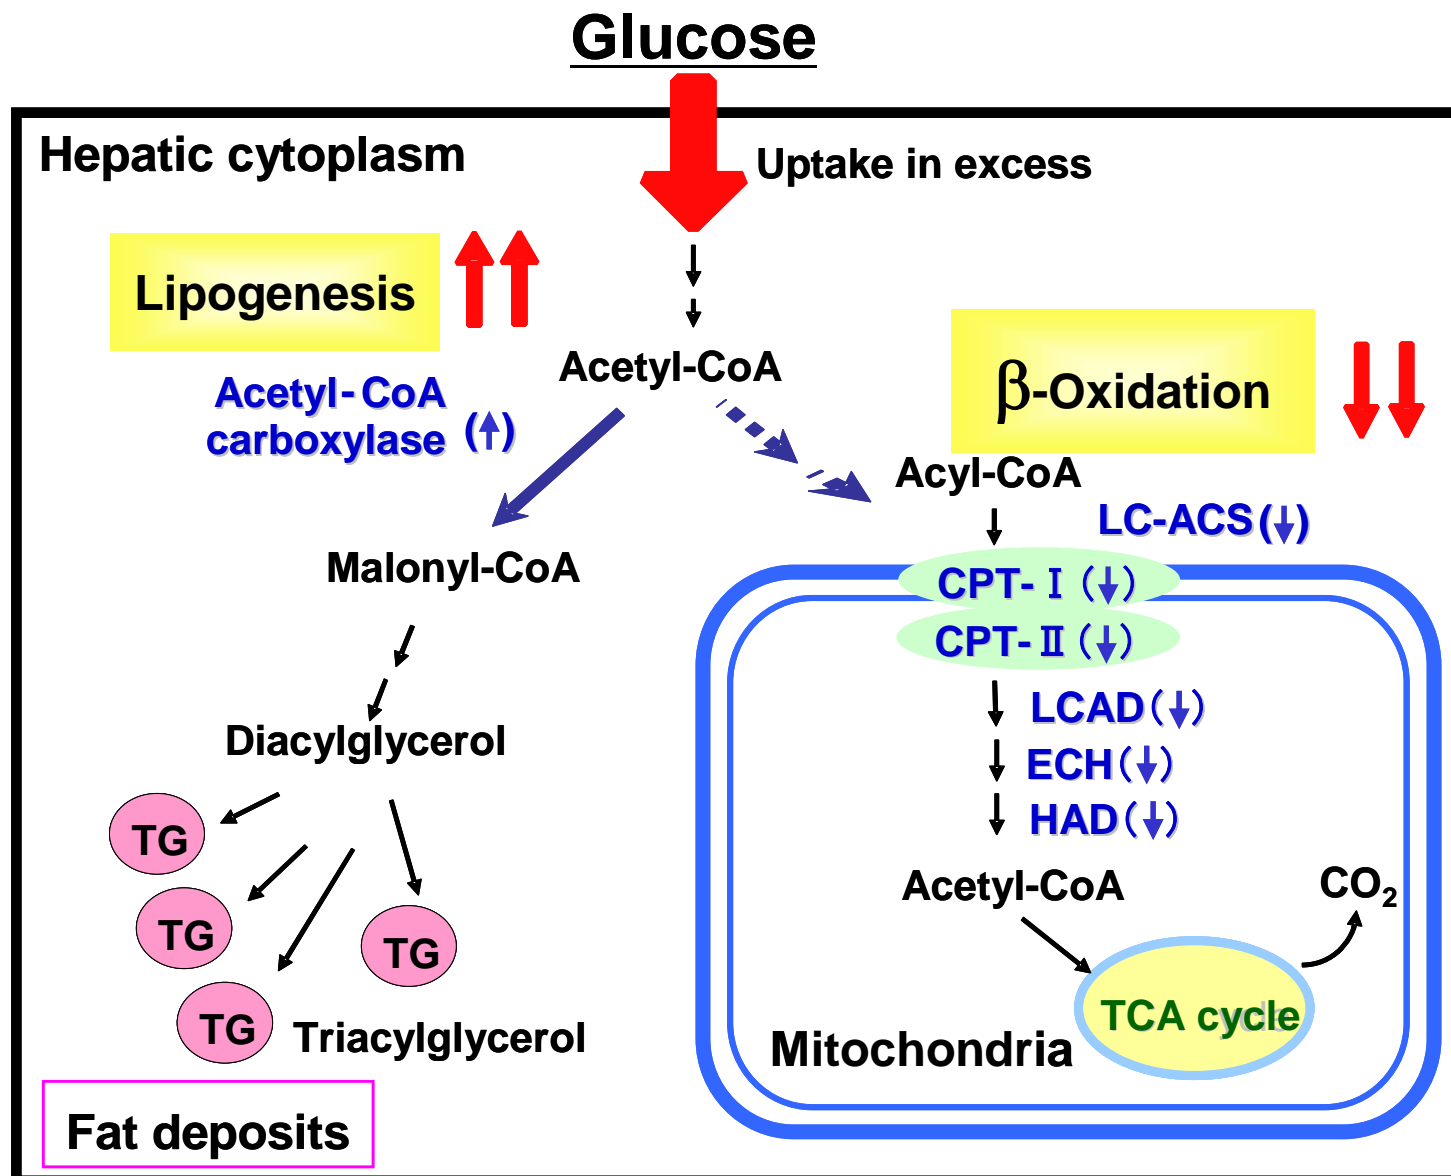 Glucose
Hepatic cytoplasm
Uptake in excess
Lipogenesis
Acetyl-CoA
β-Oxidation
Acetyl-CoA
carboxylase (↑)
Acyl-CoA
LC-ACS(↓)
Malonyl-CoA
CPT-Ⅰ(↓)
CPT-Ⅱ(↓)
LCAD(↓)
Diacylglycerol
ECH(↓)
HAD(↓)
TG
Acetyl-CoA
CO₂
TG
TG
TG
TCA cycle
Triacylglycerol
Mitochondria
Fat deposits